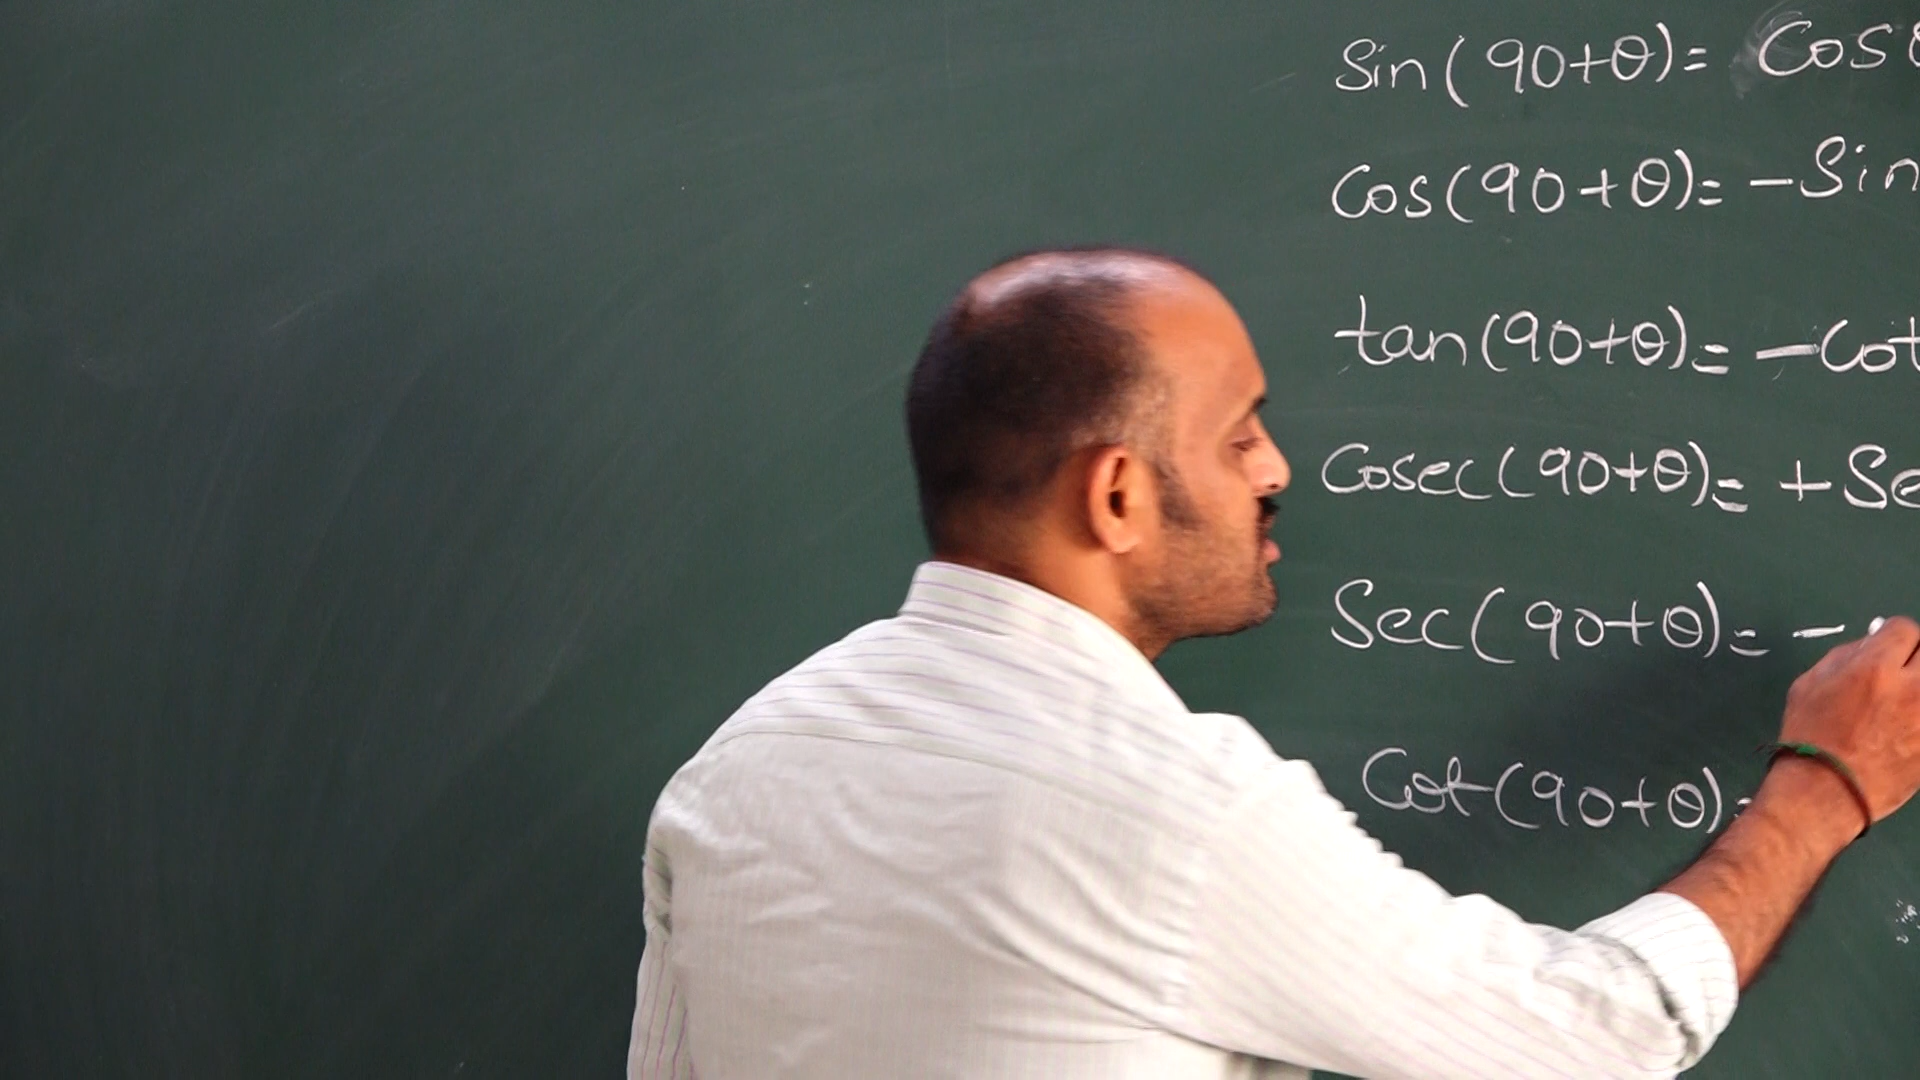 Sin(90+θ)= Cos
Cos(90+θ)= -Sin
tan(90+θ)= -Cot
Cosec(90+θ)= +Se
Sec(90+θ)= -
Cot(90+θ)=